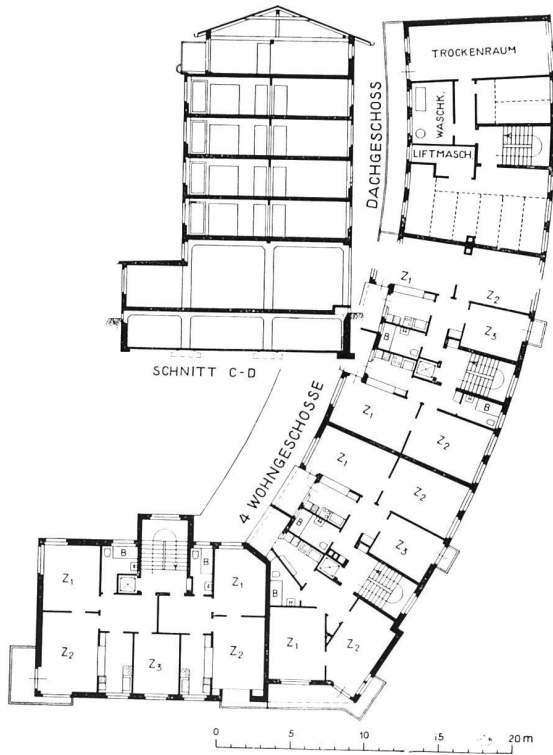 TROCKENRAUM
WASCHK.
LIFTMASCH.
DACHGESCHOSS
SCHNITT C-D
4 WOHNGESCHOSSE
Z1
Z2
Z3
B
Z1
Z2
B
Z1
Z2
Z3
B
B
Z1
Z2
B
B
Z1
Z1
Z2
Z3
Z2
0 5 10 15 20 m